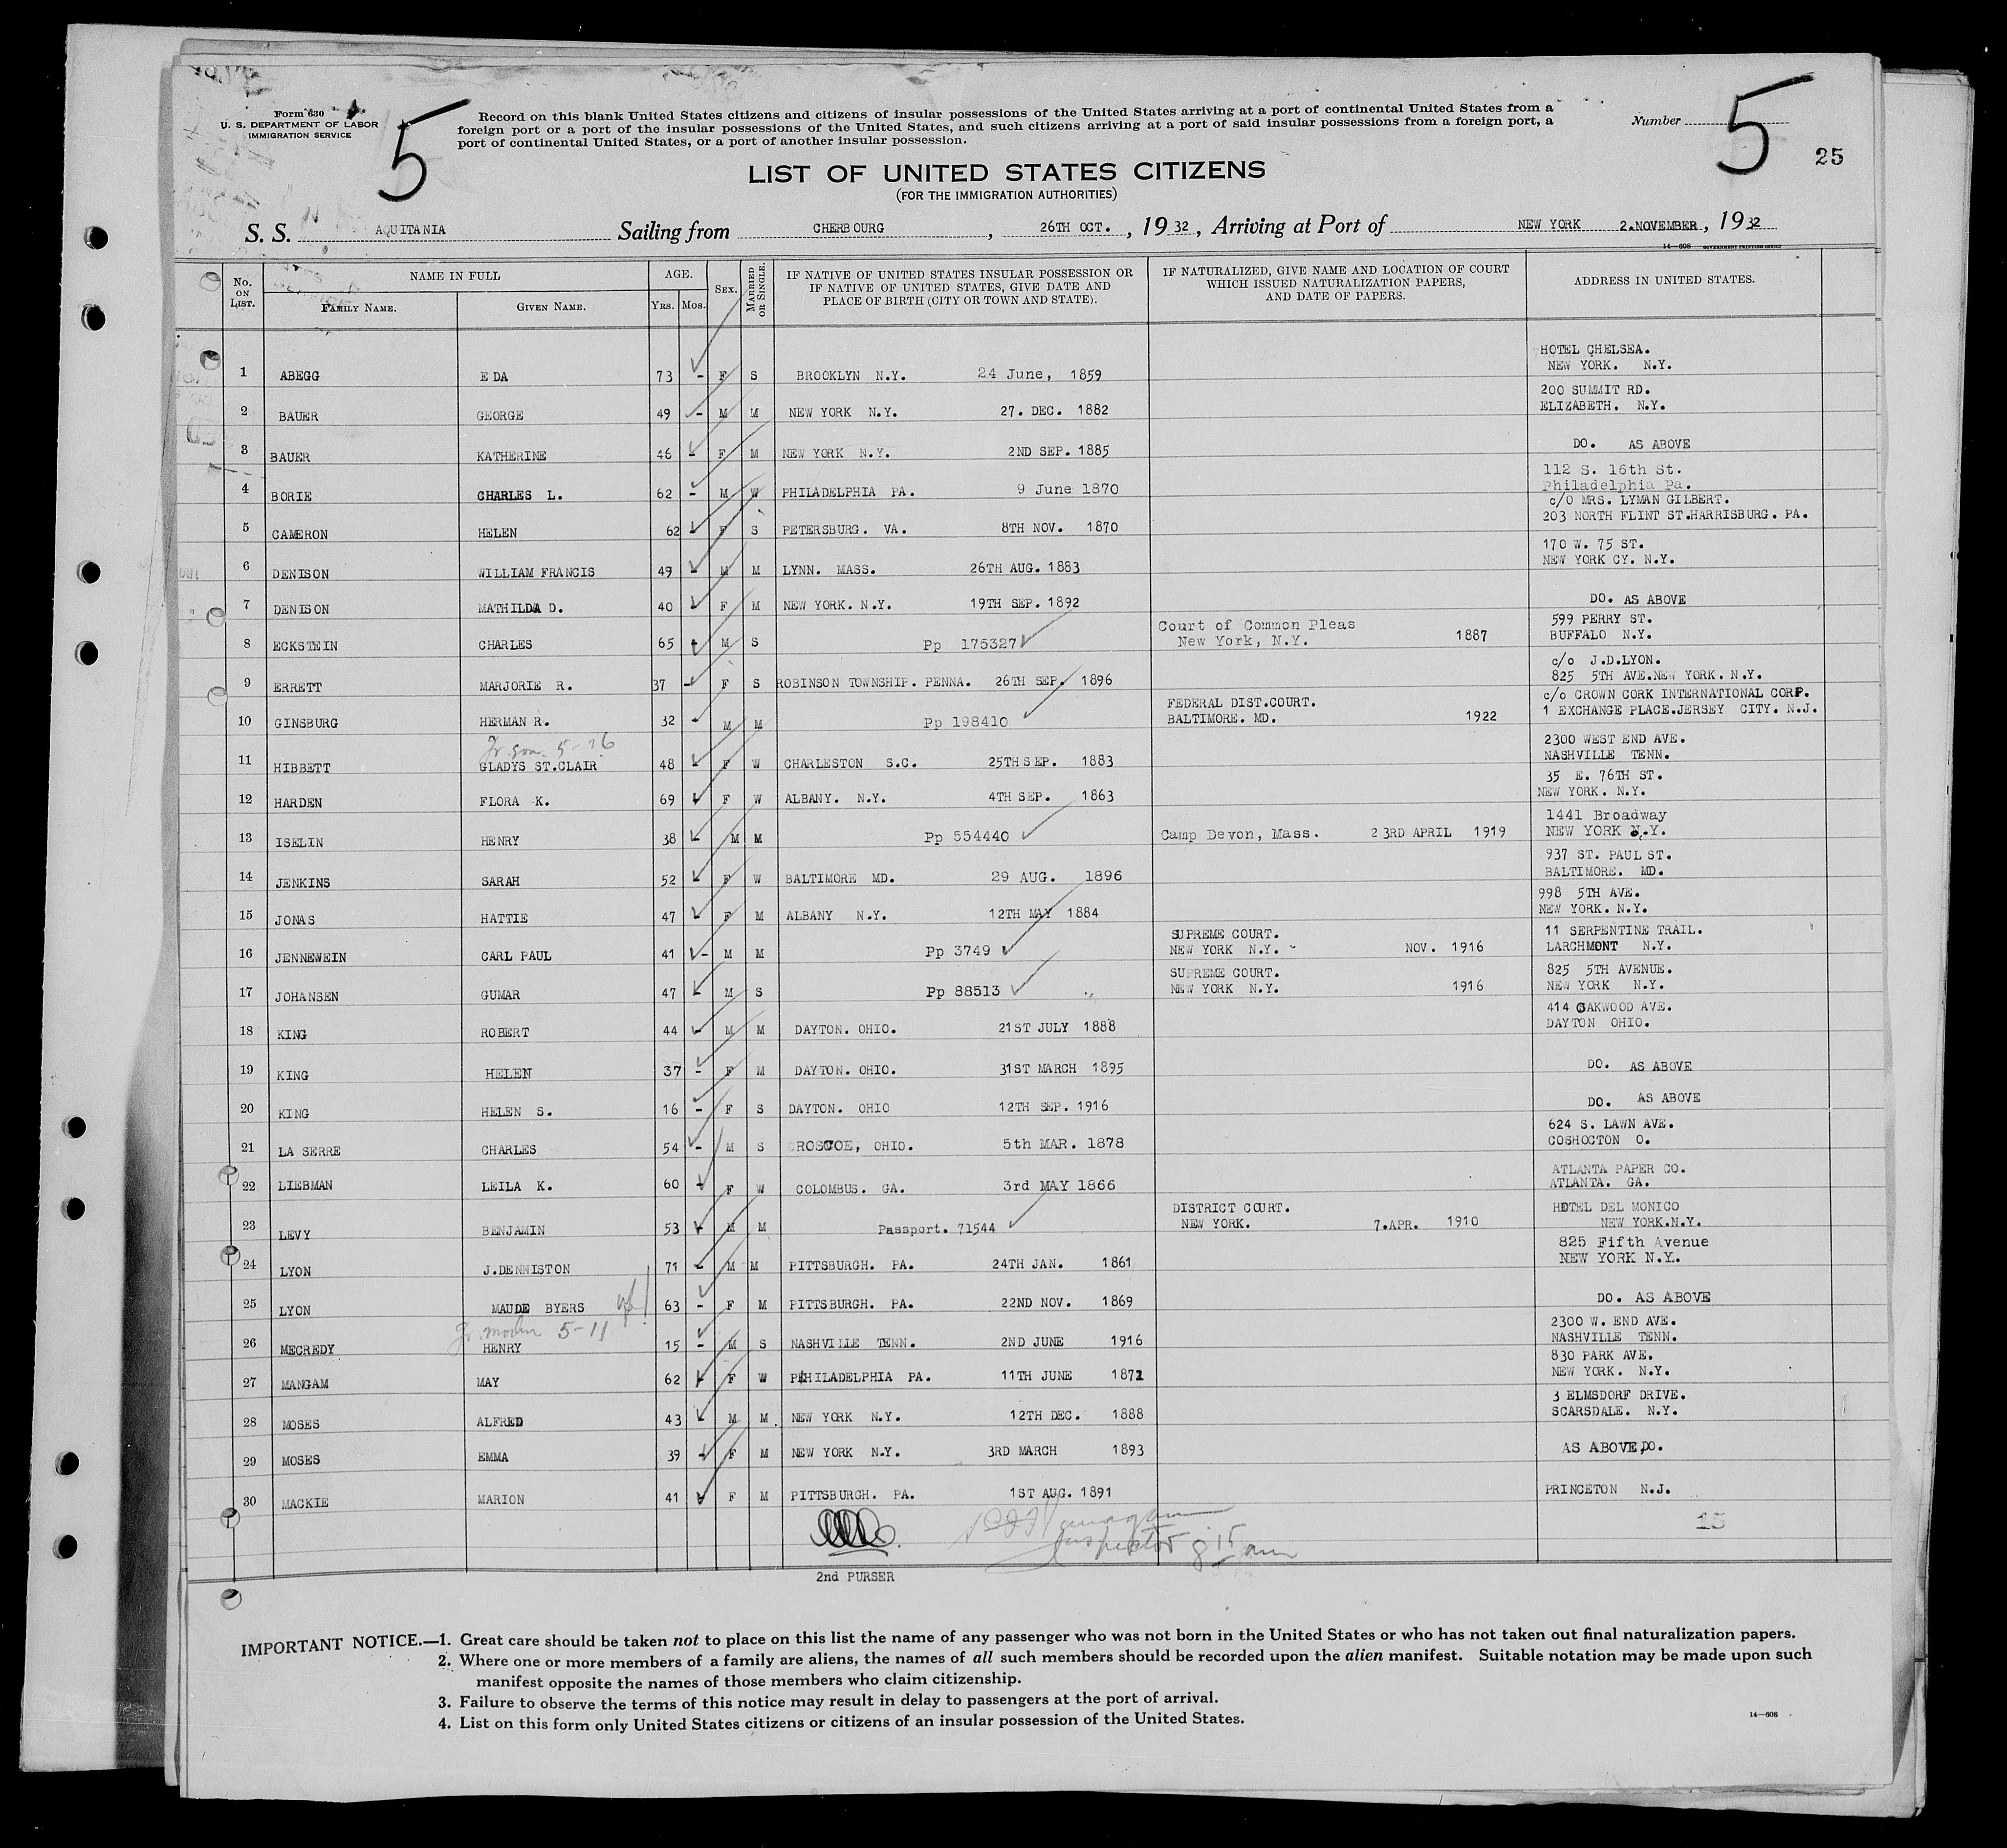 Form 630
U. S. DEPARTMENT OF LABOR
IMMIGRATION SERVICE
5
Record on this blank United States citizens and citizens of insular possessions of the United States arriving at a port of continental United States from a
foreign port or a port of the insular possessions of the United States, and such citizens arriving at a port of said insular possessions from a foreign port, a
port of continental United States, or a port of another insular possession.
Number 5
25
LIST OF UNITED STATES CITIZENS
(FOR THE IMMIGRATION AUTHORITIES)
S. S. AQUITANIA Sailing from CHERBOURG, 26TH OCT., 1932, Arriving at Port of NEW YORK 2.NOVEMBER, 1932
14—608 GOVERNMENT PRINTING OFFICE
No. ON LIST. NAME IN FULL FAMILY NAME. GIVEN NAME. AGE. YRS. MOS. SEX. MARRIED OR SINGLE. IF NATIVE OF UNITED STATES INSULAR POSSESSION OR IF NATIVE OF UNITED STATES, GIVE DATE AND PLACE OF BIRTH (CITY OR TOWN AND STATE). IF NATURALIZED, GIVE NAME AND LOCATION OF COURT WHICH ISSUED NATURALIZATION PAPERS, AND DATE OF PAPERS. ADDRESS IN UNITED STATES.
1 ABEGG EDA 73 - F S BROOKLYN N.Y. 24 June, 1859 HOTEL CHELSEA. NEW YORK. N.Y.
2 BAUER GEORGE 49 - M M NEW YORK N.Y. 27. DEC. 1882 200 SUMMIT RD. ELIZABETH. N.Y.
3 BAUER KATHERINE 46 - F M NEW YORK N.Y. 2ND SEP. 1885 DO. AS ABOVE
4 BORIE CHARLES L. 62 - M W PHILADELPHIA PA. 9 June 1870 112 S. 16th St. Philadelphia Pa.
5 CAMERON HELEN 62 - F S PETERSBURG. VA. 8TH NOV. 1870 c/o MRS. LYMAN GILBERT. 203 NORTH FLINT ST.HARRISBURG. PA.
6 DENISON WILLIAM FRANCIS 49 - M M LYNN. MASS. 26TH AUG. 1883 170 W. 75 ST. NEW YORK CY. N.Y.
7 DENISON MATHILDA D. 40 - F M NEW YORK. N.Y. 19TH SEP. 1892 DO. AS ABOVE
8 ECKSTEIN CHARLES 65 - M S Pp 175327 Court of Common Pleas New York, N.Y. 1887 599 PERRY ST. BUFFALO N.Y.
9 ERRETT MARJORIE R. 37 - F S ROBINSON TOWNSHIP. PENNA. 26TH SEP. 1896 c/o J.D.LYON. 825 5TH AVE.NEW YORK. N.Y.
10 GINSBURG HERMAN R. 32 - M M Pp 198410 FEDERAL DIST.COURT. BALTIMORE. MD. 1922 c/o CROWN CORK INTERNATIONAL CORP. 1 EXCHANGE PLACE.JERSEY CITY. N.J.
Gr.son 5-26
11 HIBBETT GLADYS ST.CLAIR 48 - F W CHARLESTON S.C. 25TH SEP. 1883 2300 WEST END AVE. NASHVILLE TENN.
12 HARDEN FLORA K. 69 - F W ALBANY. N.Y. 4TH SEP. 1863 35 E. 76TH ST. NEW YORK. N.Y.
13 ISELIN HENRY 38 - M M Pp 554440 Camp Devon, Mass. 23RD APRIL 1919 1441 Broadway NEW YORK N.Y.
14 JENKINS SARAH 52 - F W BALTIMORE MD. 29 AUG. 1896 937 ST. PAUL ST. BALTIMORE. MD.
15 JONAS HATTIE 47 - F M ALBANY N.Y. 12TH MAY 1884 998 5TH AVE. NEW YORK. N.Y.
16 JENNEWEIN CARL PAUL 41 - M M Pp 3749 SUPREME COURT. NEW YORK N.Y. NOV. 1916 11 SERPENTINE TRAIL. LARCHMONT N.Y.
17 JOHANSEN GUMAR 47 - M S Pp 88513 SUPREME COURT. NEW YORK N.Y. 1916 825 5TH AVENUE. NEW YORK N.Y.
18 KING ROBERT 44 - M M DAYTON. OHIO. 21ST JULY 1888 414 OAKWOOD AVE. DAYTON OHIO.
19 KING HELEN 37 - F M DAYTON. OHIO. 31ST MARCH 1895 DO. AS ABOVE
20 KING HELEN S. 16 - F S DAYTON. OHIO 12TH SEP. 1916 DO. AS ABOVE
21 LA SERRE CHARLES 54 - M S ROSCOE, OHIO. 5th MAR. 1878 624 S. LAWN AVE. COSHOCTON O.
22 LIEBMAN LEILA K. 60 - F W COLOMBUS. GA. 3rd MAY 1866 ATLANTA PAPER CO. ATLANTA. GA.
23 LEVY BENJAMIN 53 - M M Passport. 71544 DISTRICT COURT. NEW YORK. 7.APR. 1910 HOTEL DEL MONICO NEW YORK.N.Y.
24 LYON J.DENNISTON 71 - M M PITTSBURGH. PA. 24TH JAN. 1861 825 Fifth Avenue NEW YORK N.Y.
25 LYON MAUDE BYERS 63 - F M PITTSBURGH. PA. 22ND NOV. 1869 DO. AS ABOVE
Gr. mother 5-11
26 MECREDY HENRY 15 - M S NASHVILLE TENN. 2ND JUNE 1916 2300 W. END AVE. NASHVILLE TENN.
27 MANGAM MAY 62 - F W PHILADELPHIA PA. 11TH JUNE 1871 830 PARK AVE. NEW YORK. N.Y.
28 MOSES ALFRED 43 - M M. NEW YORK N.Y. 12TH DEC. 1888 3 ELMSDORF DRIVE. SCARSDALE. N.Y.
29 MOSES EMMA 39 - F M NEW YORK N.Y. 3RD MARCH 1893 AS ABOVE DO.
30 MACKIE MARION 41 - F M PITTSBURGH. PA. 1ST AUG. 1891 PRINCETON N.J.
15
Inspector 8 15 am
2nd PURSER
IMPORTANT NOTICE.—1. Great care should be taken not to place on this list the name of any passenger who was not born in the United States or who has not taken out final naturalization papers.
2. Where one or more members of a family are aliens, the names of all such members should be recorded upon the alien manifest. Suitable notation may be made upon such
manifest opposite the names of those members who claim citizenship.
3. Failure to observe the terms of this notice may result in delay to passengers at the port of arrival.
4. List on this form only United States citizens or citizens of an insular possession of the United States.
14—608